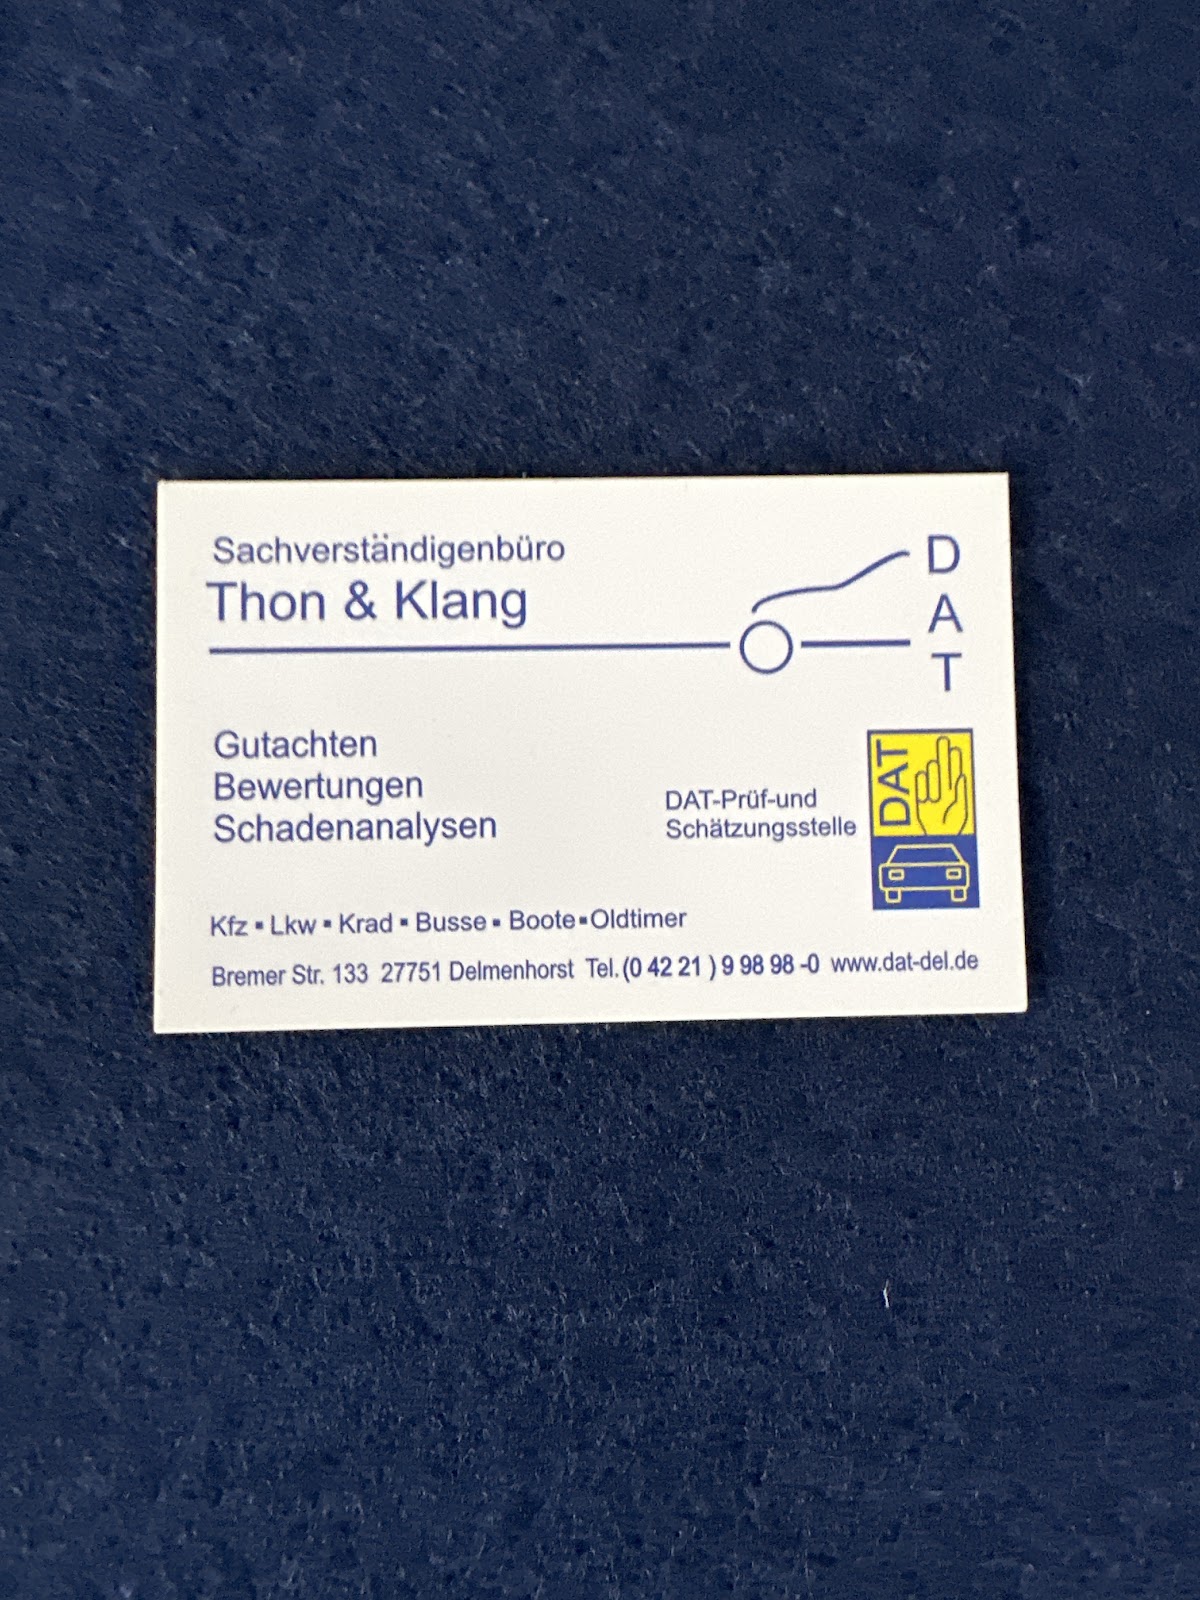 Sachverständigenbüro
Thon & Klang
D
A
T
Gutachten
Bewertungen
Schadenanalysen
DAT-Prüf-und
Schätzungsstelle
DAT
Kfz ▪ Lkw ▪ Krad ▪ Busse ▪ Boote ▪ Oldtimer
Bremer Str. 133 27751 Delmenhorst Tel. (0 42 21 ) 9 98 98 -0 www.dat-del.de